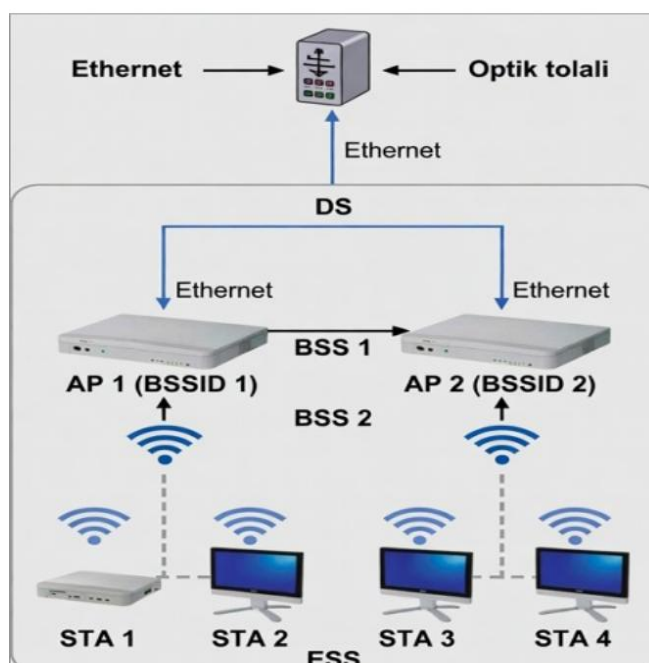 Ethernet
Optik tolali
Ethernet
DS
Ethernet
Ethernet
BSS 1
AP 1 (BSSID 1)
AP 2 (BSSID 2)
BSS 2
STA 1
STA 2
STA 3
STA 4
ESS